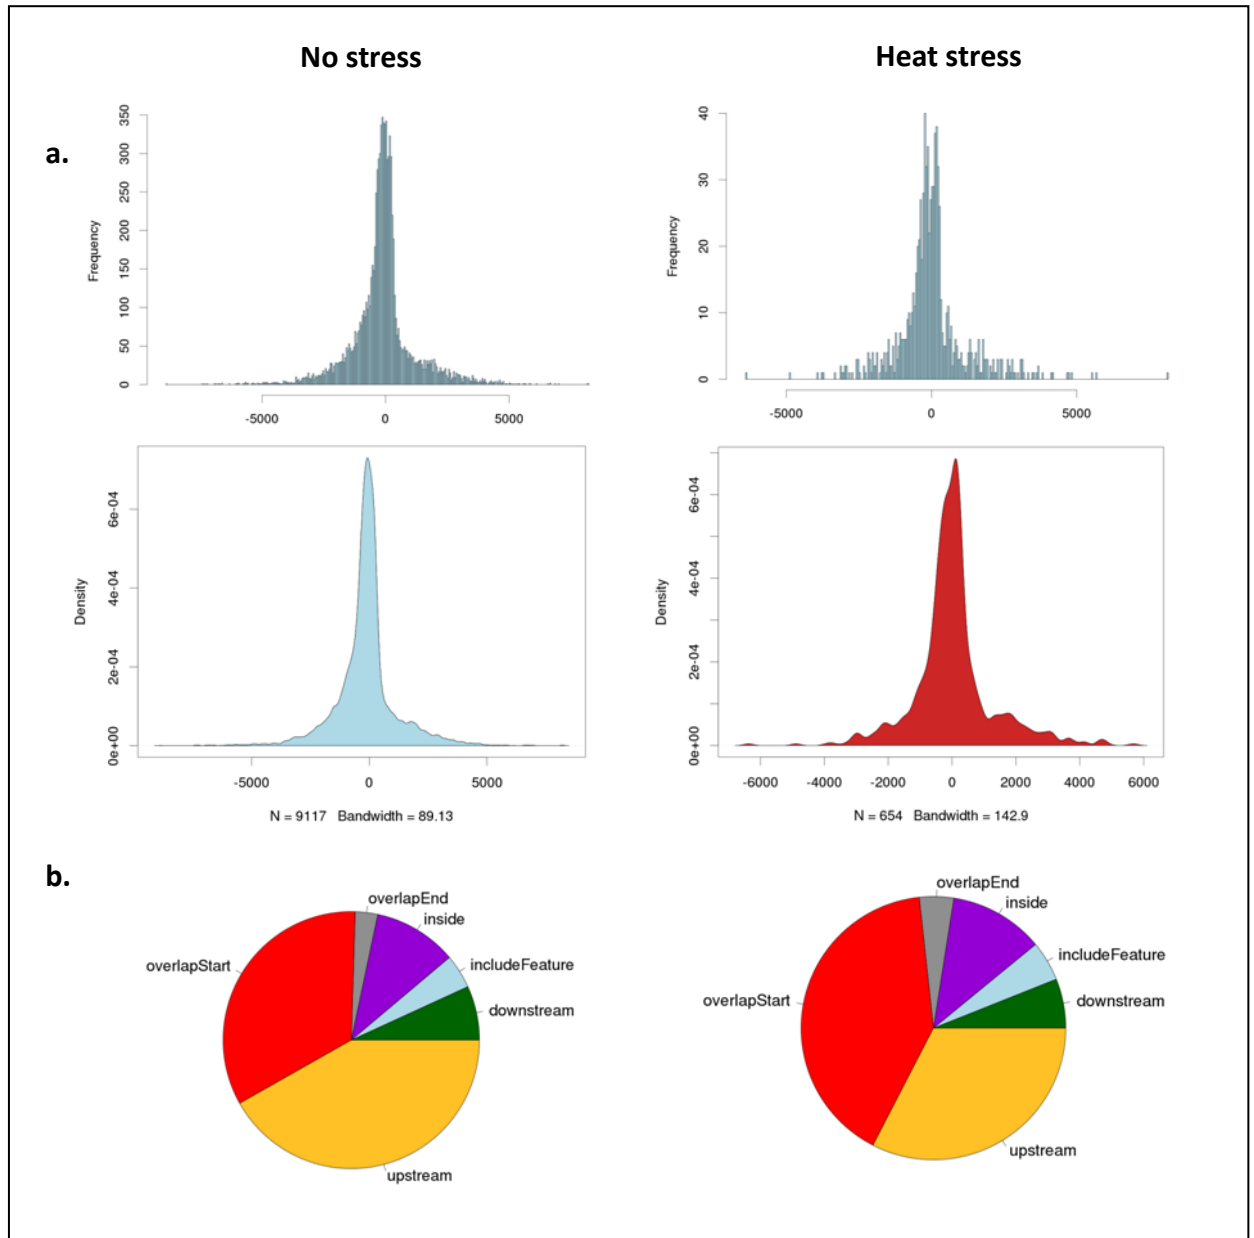 No stress
Heat stress
a.
Frequency
0
50
100
150
200
250
300
350
-5000
0
5000
Frequency
0
10
20
30
40
-5000
0
5000
Density
0e+00
2e-04
4e-04
6e-04
-5000
0
5000
N = 9117 Bandwidth = 89.13
Density
0e+00
2e-04
4e-04
6e-04
-6000
-4000
-2000
0
2000
4000
6000
N = 654 Bandwidth = 142.9
b.
overlapEnd
inside
includeFeature
downstream
overlapStart
upstream
overlapEnd
inside
includeFeature
downstream
overlapStart
upstream